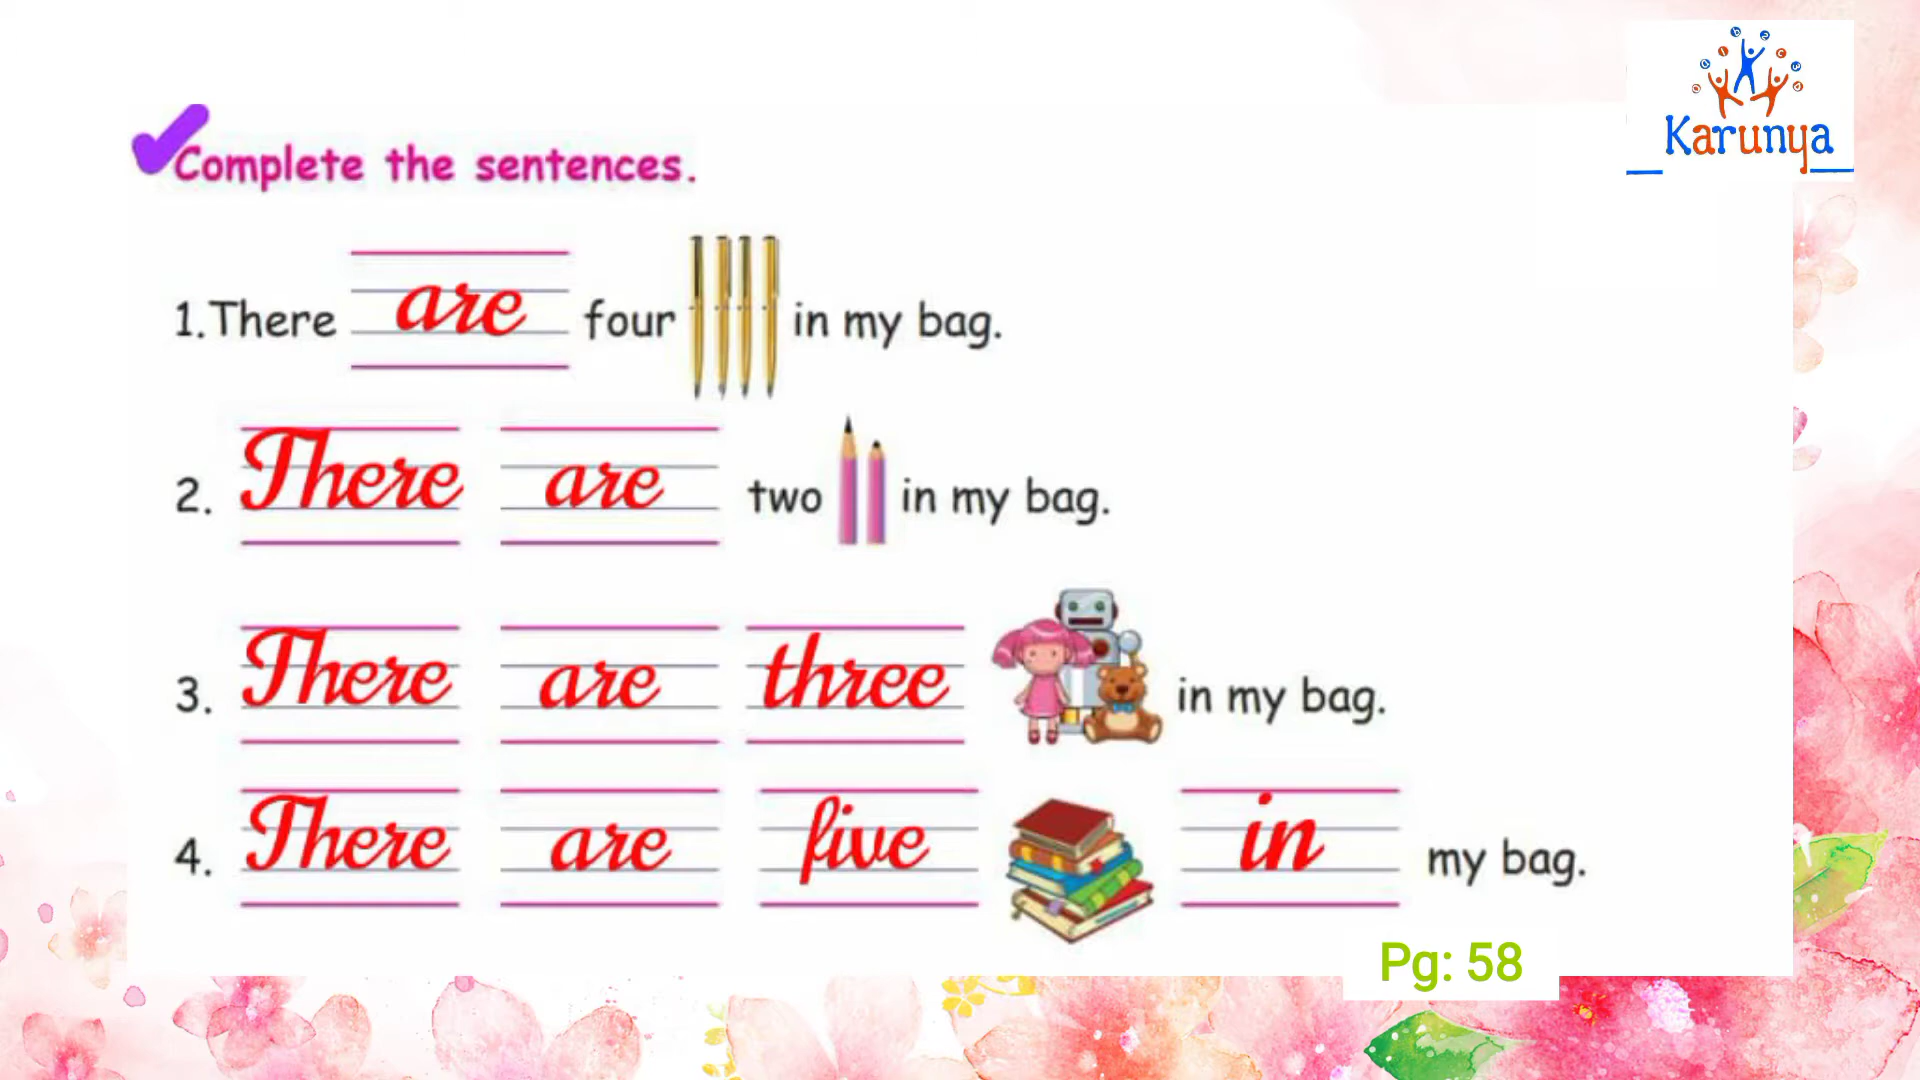 Karunya
Complete the sentences.
1. There are four in my bag.
2. There are two in my bag.
3. There are three in my bag.
4. There are five in my bag.
Pg: 58